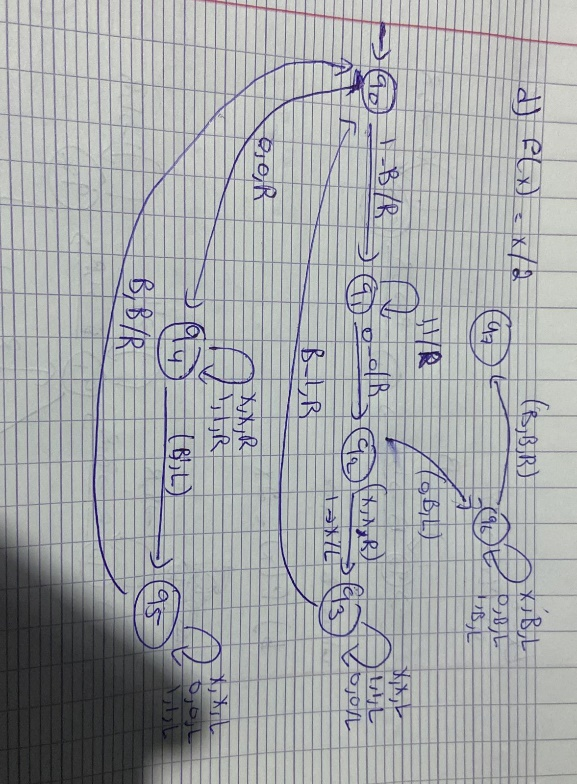 d) f(x) = x/2
q7
(B,B,R)
q6
X,B,L
0,B,L
1,B,L
(0,B,L)
q0
1-B/R
q1
1,1/R
0-0/R
q2
(X,X,R)
1→X/L
q3
X,X,L
1,1,L
0,0/L
B-1,R
0,0,R
q4
X,X,R
1,1,R
(B,L)
q5
X,X,L
0,0,L
1,1,L
B,B/R